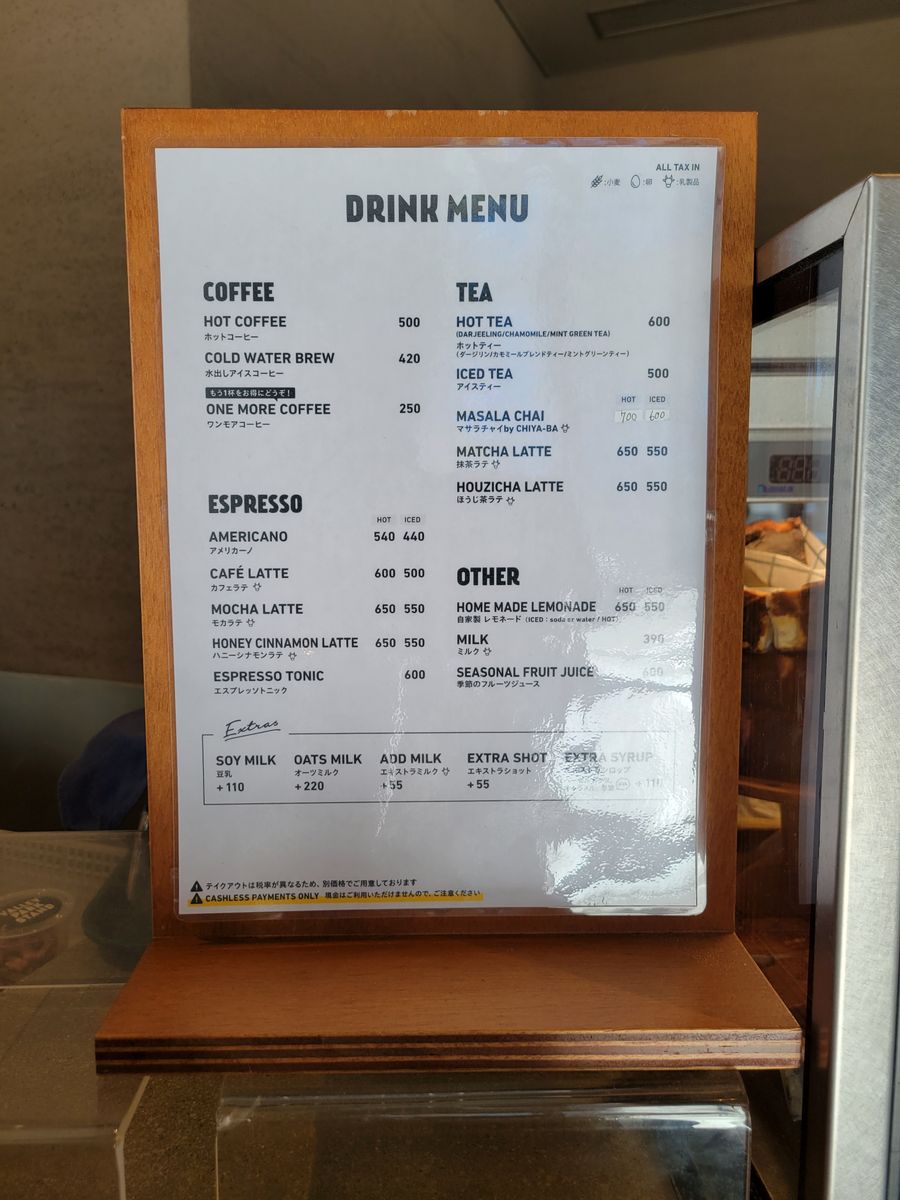 ALL TAX IN
:小麦 :卵 :乳製品
DRINK MENU
COFFEE
HOT COFFEE 500
ホットコーヒー
COLD WATER BREW 420
水出しアイスコーヒー
もう1杯をお得にどうぞ！
ONE MORE COFFEE 250
ワンモアコーヒー
ESPRESSO
HOT ICED
AMERICANO 540 440
アメリカーノ
CAFÉ LATTE 600 500
カフェラテ
MOCHA LATTE 650 550
モカラテ
HONEY CINNAMON LATTE 650 550
ハニーシナモンラテ
ESPRESSO TONIC 600
エスプレッソトニック
TEA
HOT TEA 600
(DARJEELING/CHAMOMILE/MINT GREEN TEA)
ホットティー
(ダージリン/カモミールブレンドティー/ミントグリーンティー)
ICED TEA 500
アイスティー
HOT ICED
MASALA CHAI 700 600
マサラチャイby CHIYA-BA
MATCHA LATTE 650 550
抹茶ラテ
HOUZICHA LATTE 650 550
ほうじ茶ラテ
OTHER
HOT ICED
HOME MADE LEMONADE 650 550
自家製 レモネード (ICED : soda or water / HOT)
MILK 390
ミルク
SEASONAL FRUIT JUICE 600
季節のフルーツジュース
Extras
SOY MILK
豆乳
+110
OATS MILK
オーツミルク
+220
ADD MILK
エキストラミルク
+55
EXTRA SHOT
エキストラショット
+55
EXTRA SYRUP
+110
テイクアウトは税率が異なるため、別価格でご用意しております
CASHLESS PAYMENTS ONLY 現金はご利用いただけませんので、ご注意ください